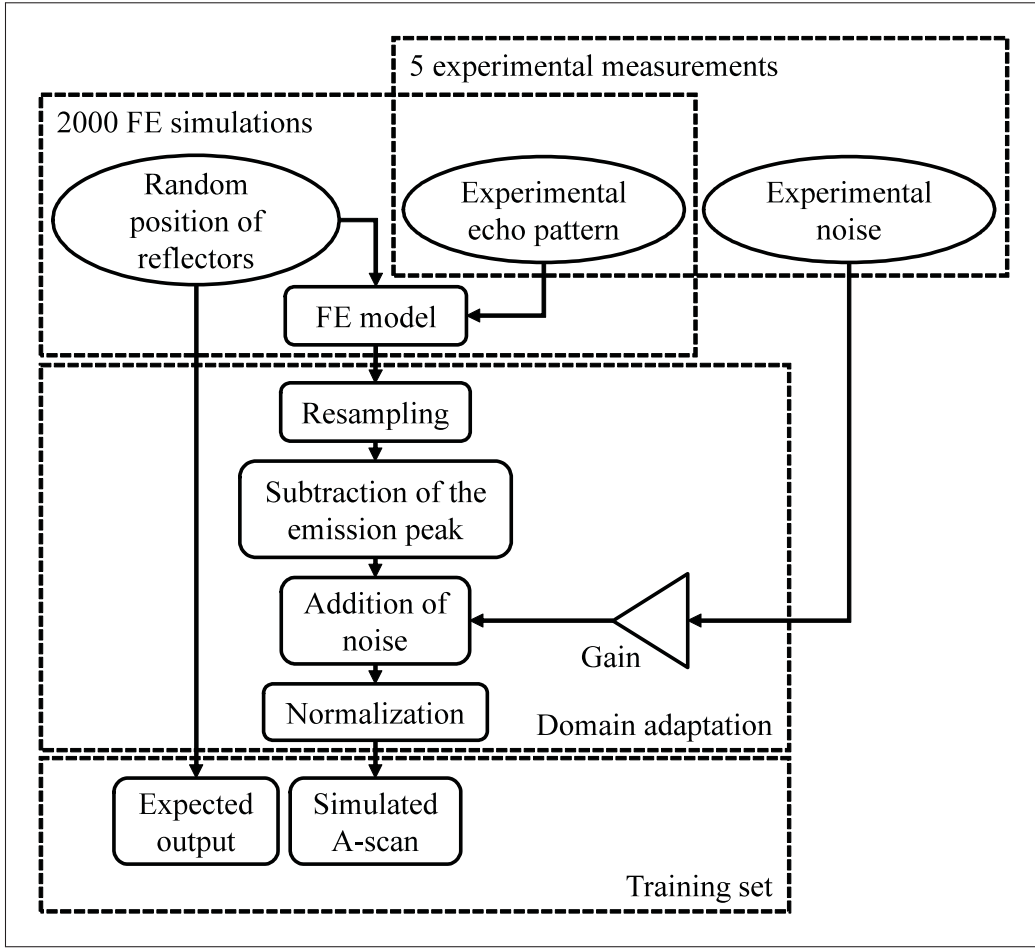 5 experimental measurements
2000 FE simulations
Random
position of
reflectors
Experimental
echo pattern
Experimental
noise
FE model
Resampling
Subtraction of the
emission peak
Addition of
noise
Gain
Normalization
Domain adaptation
Expected
output
Simulated
A-scan
Training set